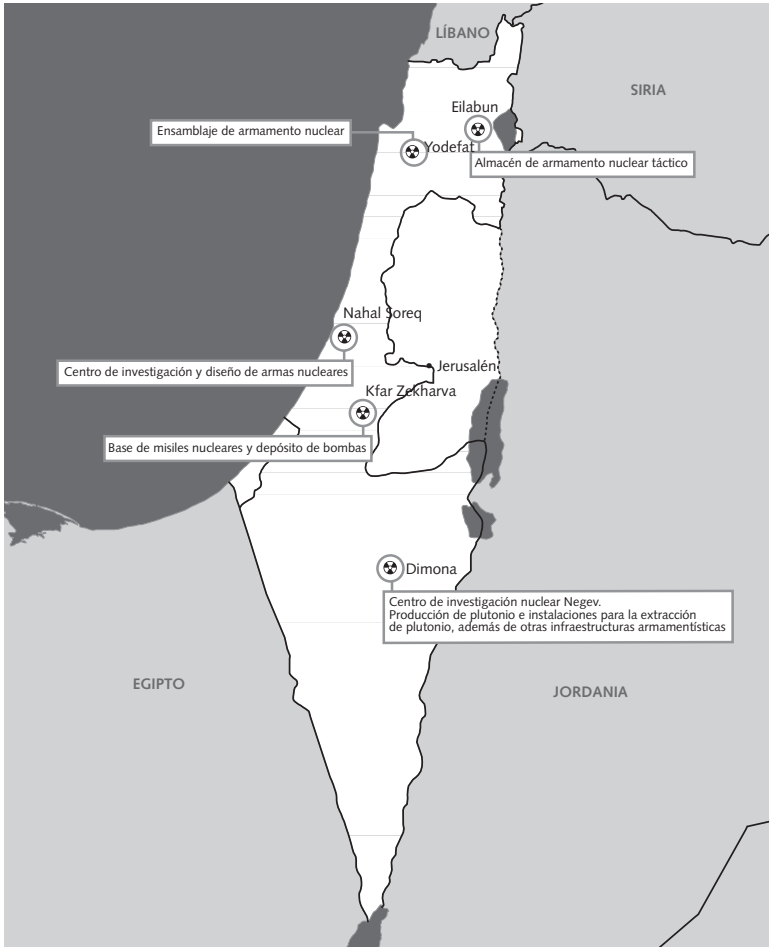 LÍBANO
SIRIA
Eilabun
Ensamblaje de armamento nuclear
Yodefat
Almacén de armamento nuclear táctico
Nahal Soreq
Centro de investigación y diseño de armas nucleares
Jerusalén
Kfar Zekharva
Base de misiles nucleares y depósito de bombas
Dimona
Centro de investigación nuclear Negev.
Producción de plutonio e instalaciones para la extracción
de plutonio, además de otras infraestructuras armamentísticas
EGIPTO
JORDANIA